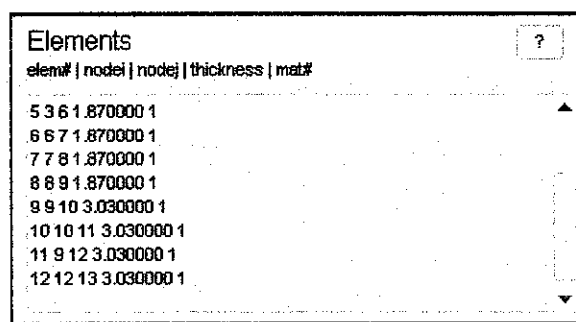 Elements
?
elem# | nodei | nodej | thickness | mat#
5 3 6 1.870000 1
6 6 7 1.870000 1
7 7 8 1.870000 1
8 8 9 1.870000 1
9 9 10 3.030000 1
10 10 11 3.030000 1
11 9 12 3.030000 1
12 12 13 3.030000 1